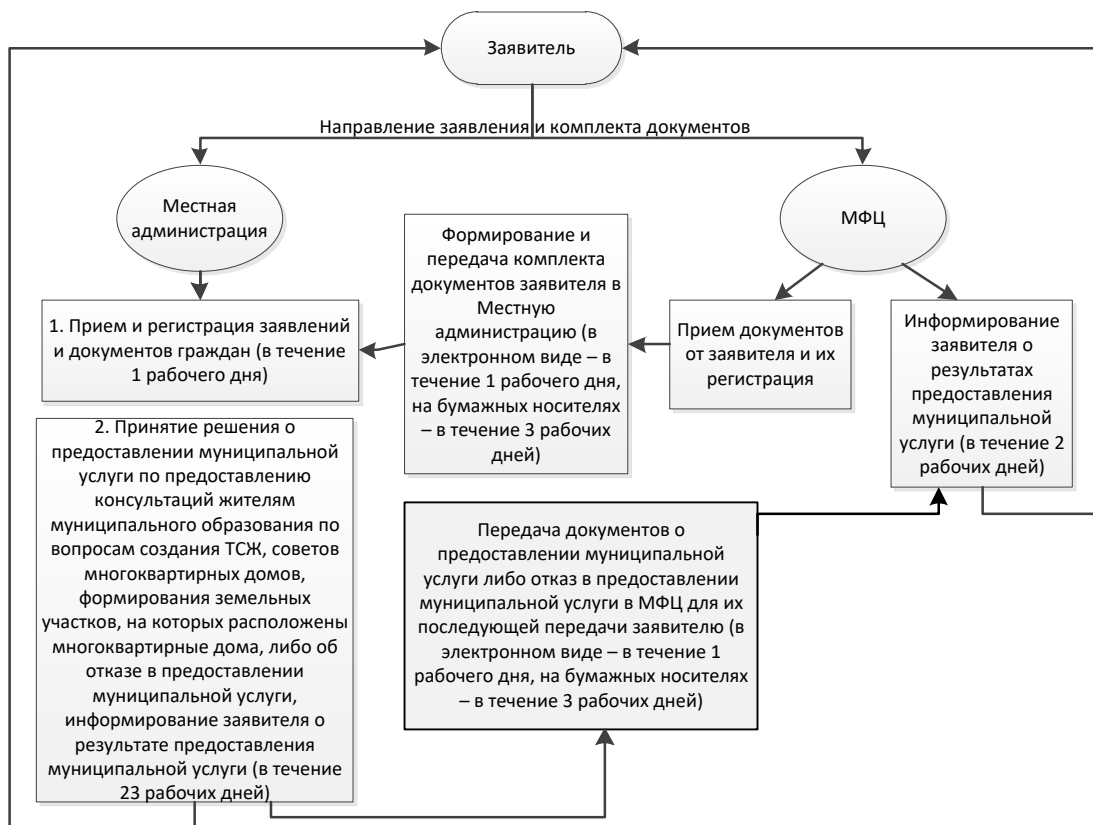 Заявитель
Направление заявления и комплекта документов
Местная
администрация
МФЦ
1. Прием и регистрация заявлений
и документов граждан (в течение
1 рабочего дня)
Формирование и
передача комплекта
документов заявителя в
Местную
администрацию (в
электронном виде – в
течение 1 рабочего дня,
на бумажных носителях
– в течение 3 рабочих
дней)
Прием документов
от заявителя и их
регистрация
Информирование
заявителя о
результатах
предоставления
муниципальной
услуги (в течение 2
рабочих дней)
2. Принятие решения о
предоставлении муниципальной
услуги по предоставлению
консультаций жителям
муниципального образования по
вопросам создания ТСЖ, советов
многоквартирных домов,
формирования земельных
участков, на которых расположены
многоквартирные дома, либо об
отказе в предоставлении
муниципальной услуги,
информирование заявителя о
результате предоставления
муниципальной услуги (в течение
23 рабочих дней)
Передача документов о
предоставлении муниципальной
услуги либо отказ в предоставлении
муниципальной услуги в МФЦ для их
последующей передачи заявителю (в
электронном виде – в течение 1
рабочего дня, на бумажных носителях
– в течение 3 рабочих дней)